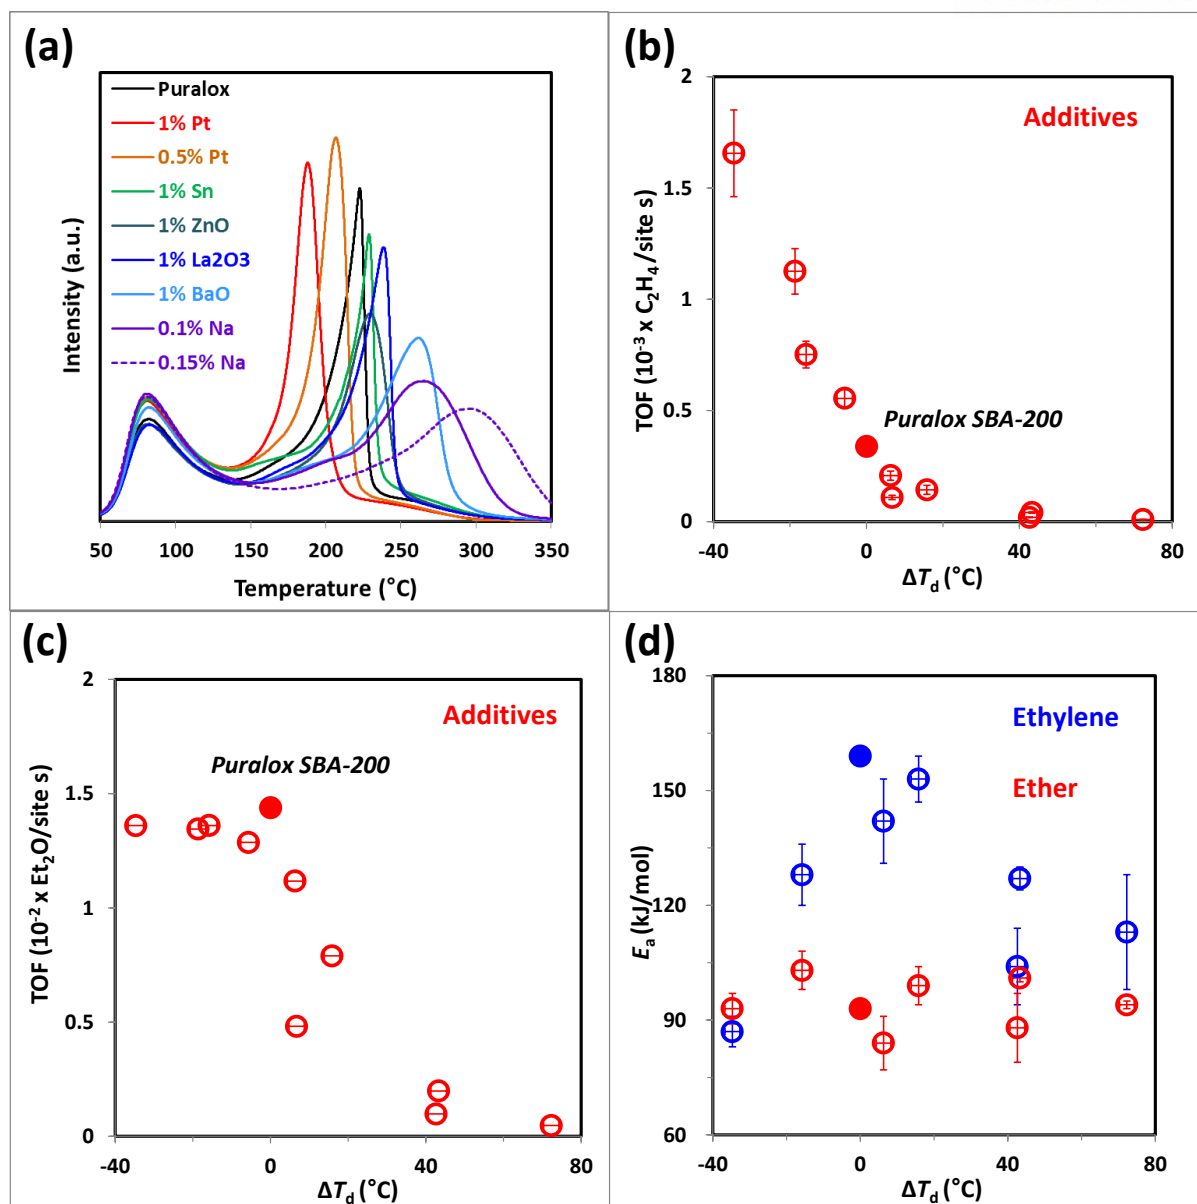 (a)
Puralox
1% Pt
0.5% Pt
1% Sn
1% ZnO
1% La2O3
1% BaO
0.1% Na
0.15% Na
Intensity (a.u.)
50 100 150 200 250 300 350
Temperature (°C)
(b)
2
1.5
1
0.5
0
TOF (10⁻³ x C₂H₄ /site s)
Additives
Puralox SBA-200
-40 0 40 80
ΔT_d (°C)
(c)
2
1.5
1
0.5
0
TOF (10⁻² x Et₂O/site s)
Additives
Puralox SBA-200
-40 0 40 80
ΔT_d (°C)
(d)
180
150
120
90
60
E_a (kJ/mol)
Ethylene
Ether
-40 0 40 80
ΔT_d (°C)